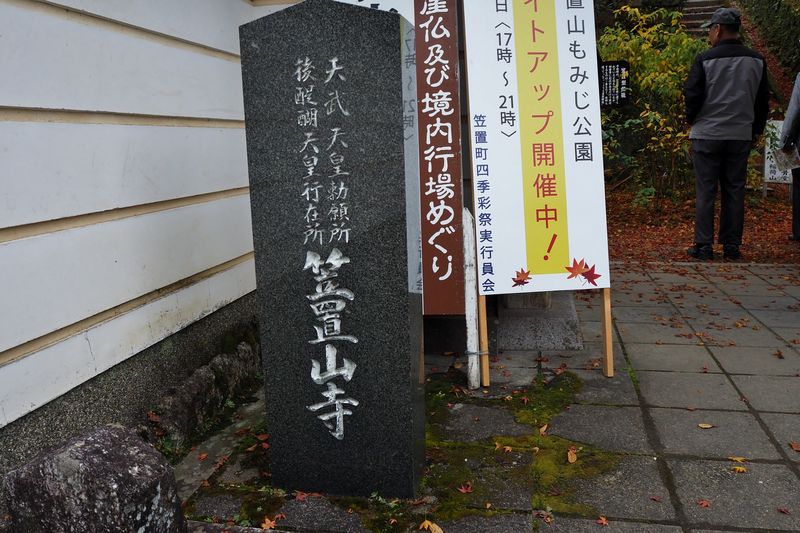 天武天皇勅願所
後醍醐天皇行在所
笠置山寺
産仏及び境内行場めぐり
置山もみじ公園
イトアップ開催中!
日〈17時〜21時〉
笠置町四季彩祭実行員会